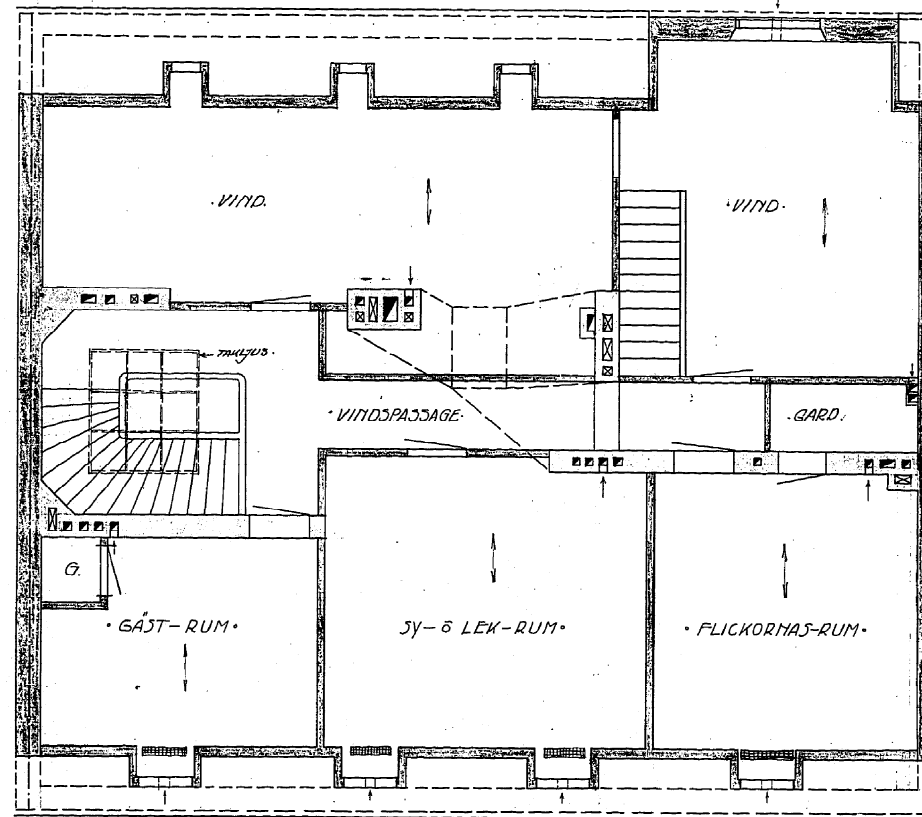 ·VIND.
·VIND·
TAKLJUS·
·VINDSPASSAGE·
GARD.
G.
·GÄST-RUM·
SY- & LEK-RUM·
·FLICKORNAS-RUM·